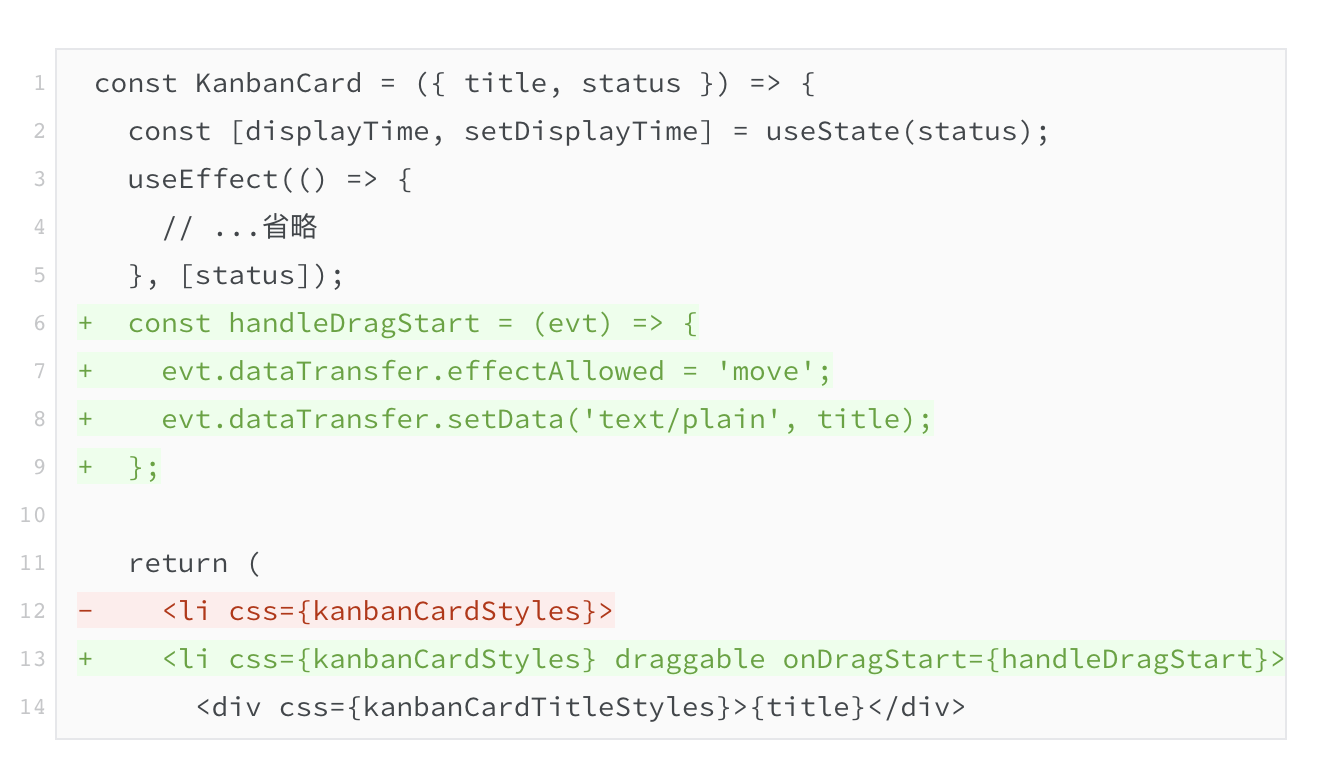 1 const KanbanCard = ({ title, status }) => {
2 const [displayTime, setDisplayTime] = useState(status);
3 useEffect(() => {
4 // ...省略
5 }, [status]);
6 + const handleDragStart = (evt) => {
7 + evt.dataTransfer.effectAllowed = 'move';
8 + evt.dataTransfer.setData('text/plain', title);
9 + };
10
11 return (
12 - <li css={kanbanCardStyles}>
13 + <li css={kanbanCardStyles} draggable onDragStart={handleDragStart}>
14 <div css={kanbanCardTitleStyles}>{title}</div>